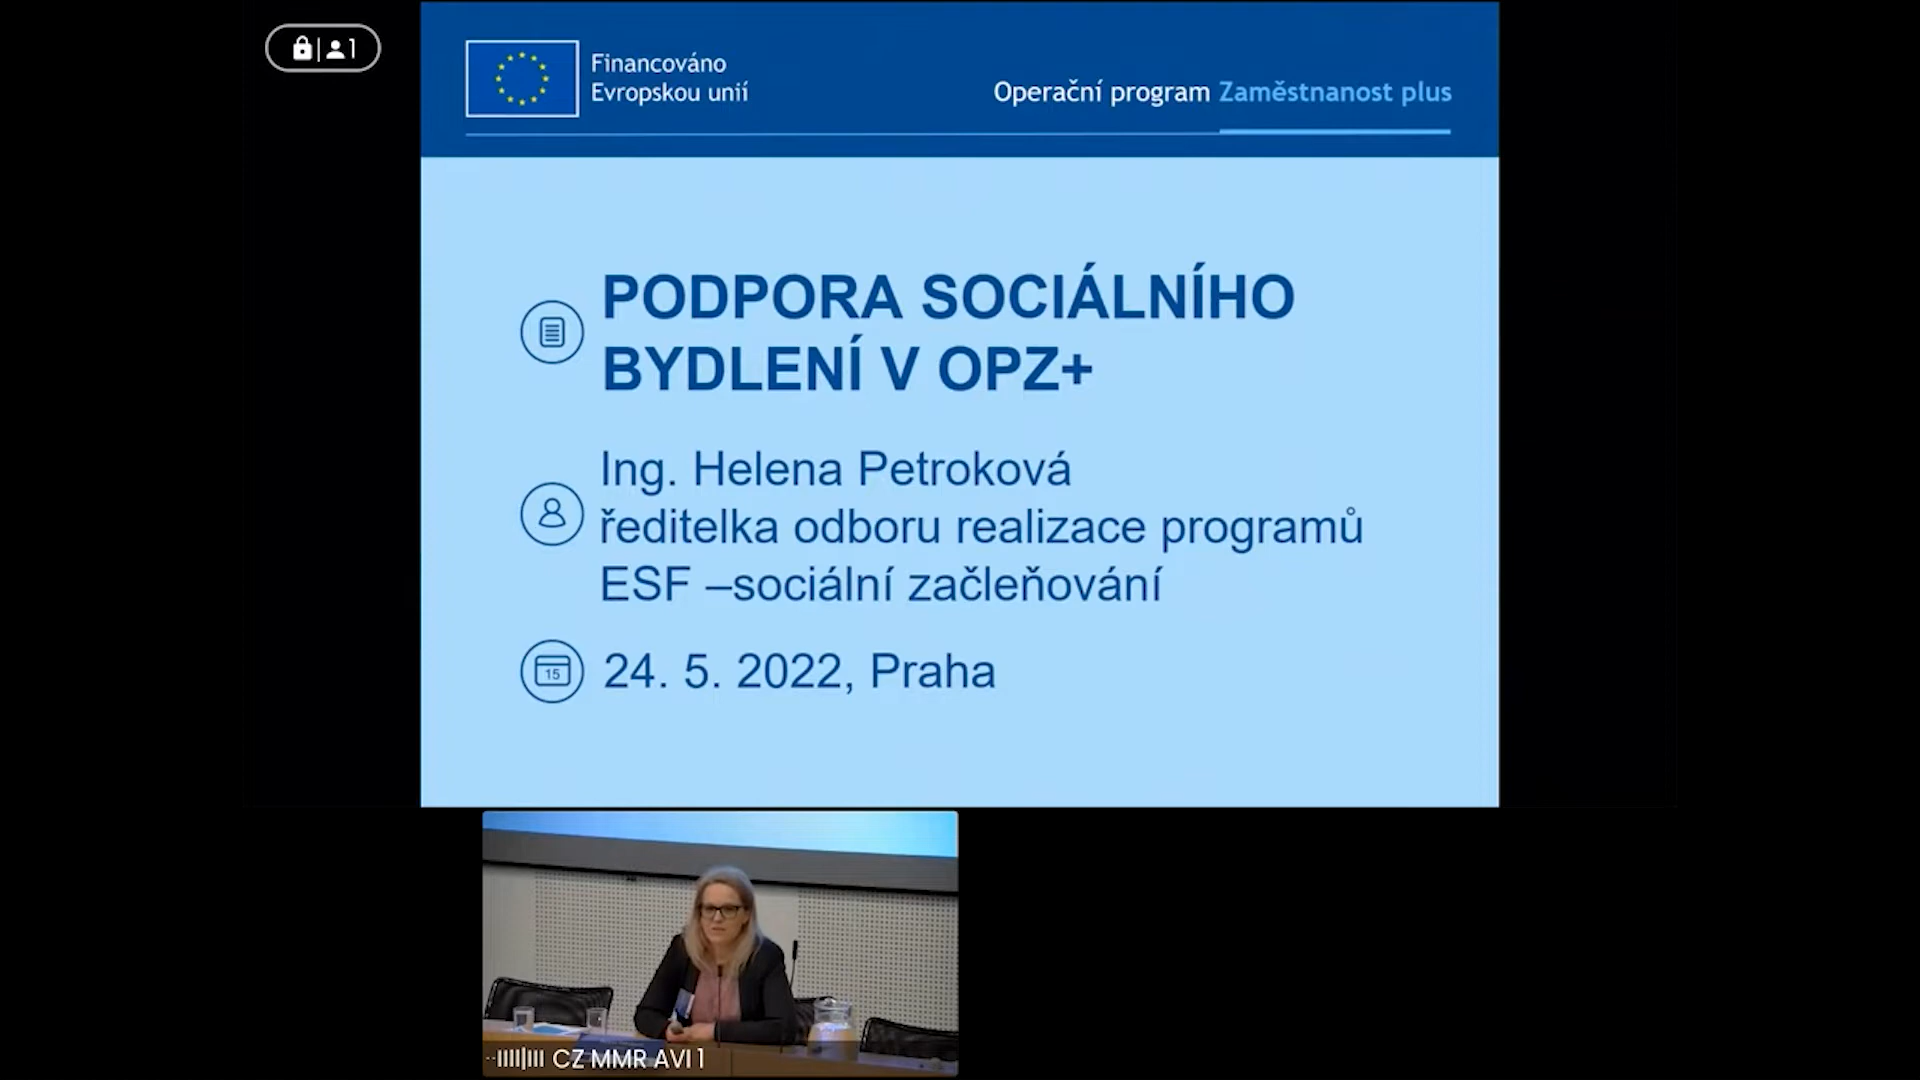 1
Financováno
Evropskou unií
Operační program Zaměstnanost plus
PODPORA SOCIÁLNÍHO
BYDLENÍ V OPZ+
Ing. Helena Petroková
ředitelka odboru realizace programů
ESF –sociální začleňování
15
24. 5. 2022, Praha
CZ MMR AVI 1